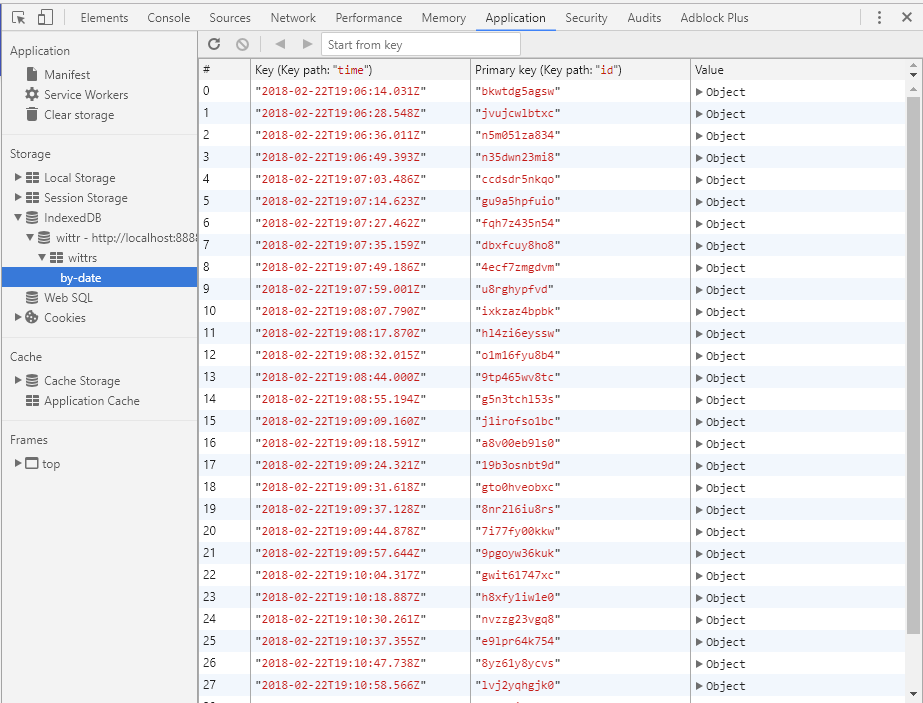 Elements Console Sources Network Performance Memory Application Security Audits Adblock Plus
Application
Manifest
Service Workers
Clear storage
Storage
Local Storage
Session Storage
IndexedDB
wittr - http://localhost:8888
wittrs
by-date
Web SQL
Cookies
Cache
Cache Storage
Application Cache
Frames
top
Start from key
# Key (Key path: "time") Primary key (Key path: "id") Value
0 "2018-02-22T19:06:14.031Z" "bkwtdg5agsw" Object
1 "2018-02-22T19:06:28.548Z" "jvujcwlbtxc" Object
2 "2018-02-22T19:06:36.011Z" "n5m051za834" Object
3 "2018-02-22T19:06:49.393Z" "n35dwn23mi8" Object
4 "2018-02-22T19:07:03.486Z" "ccdsdr5nkqo" Object
5 "2018-02-22T19:07:14.623Z" "gu9a5hpfuio" Object
6 "2018-02-22T19:07:27.462Z" "fqh7z435n54" Object
7 "2018-02-22T19:07:35.159Z" "dbxfcuy8ho8" Object
8 "2018-02-22T19:07:49.186Z" "4ecf7zmgdvm" Object
9 "2018-02-22T19:07:59.001Z" "u8rghypfvd" Object
10 "2018-02-22T19:08:07.790Z" "ixkzaz4bpbk" Object
11 "2018-02-22T19:08:17.870Z" "hl4zi6eyssw" Object
12 "2018-02-22T19:08:32.015Z" "o1m16fyu8b4" Object
13 "2018-02-22T19:08:44.000Z" "9tp465wv8tc" Object
14 "2018-02-22T19:08:55.194Z" "g5n3tchl53s" Object
15 "2018-02-22T19:09:09.160Z" "j1irofso1bc" Object
16 "2018-02-22T19:09:18.591Z" "a8v00eb9ls0" Object
17 "2018-02-22T19:09:24.321Z" "19b3osnbt9d" Object
18 "2018-02-22T19:09:31.618Z" "gto0hveobxc" Object
19 "2018-02-22T19:09:37.128Z" "8nr2l6iu8rs" Object
20 "2018-02-22T19:09:44.878Z" "7i77fy00kkw" Object
21 "2018-02-22T19:09:57.644Z" "9pgoyw36kuk" Object
22 "2018-02-22T19:10:04.317Z" "gwit61747xc" Object
23 "2018-02-22T19:10:18.887Z" "h8xfy1iw1e0" Object
24 "2018-02-22T19:10:30.261Z" "nvzzg23vgq8" Object
25 "2018-02-22T19:10:37.355Z" "e9lpr64k754" Object
26 "2018-02-22T19:10:47.738Z" "8yz61y8ycvs" Object
27 "2018-02-22T19:10:58.566Z" "lvj2yqhgjk0" Object